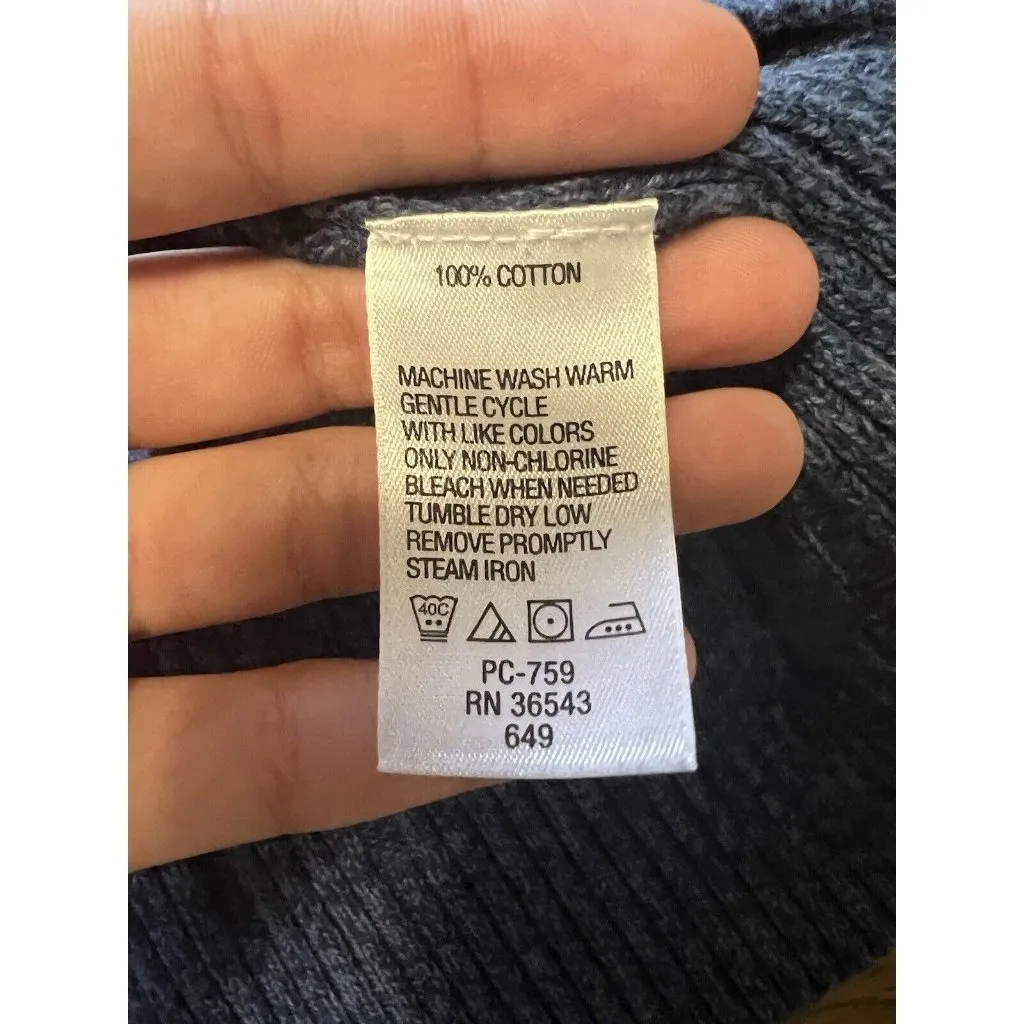 100% COTTON
MACHINE WASH WARM
GENTLE CYCLE
WITH LIKE COLORS
ONLY NON-CHLORINE
BLEACH WHEN NEEDED
TUMBLE DRY LOW
REMOVE PROMPTLY
STEAM IRON
40C
PC-759
RN 36543
649